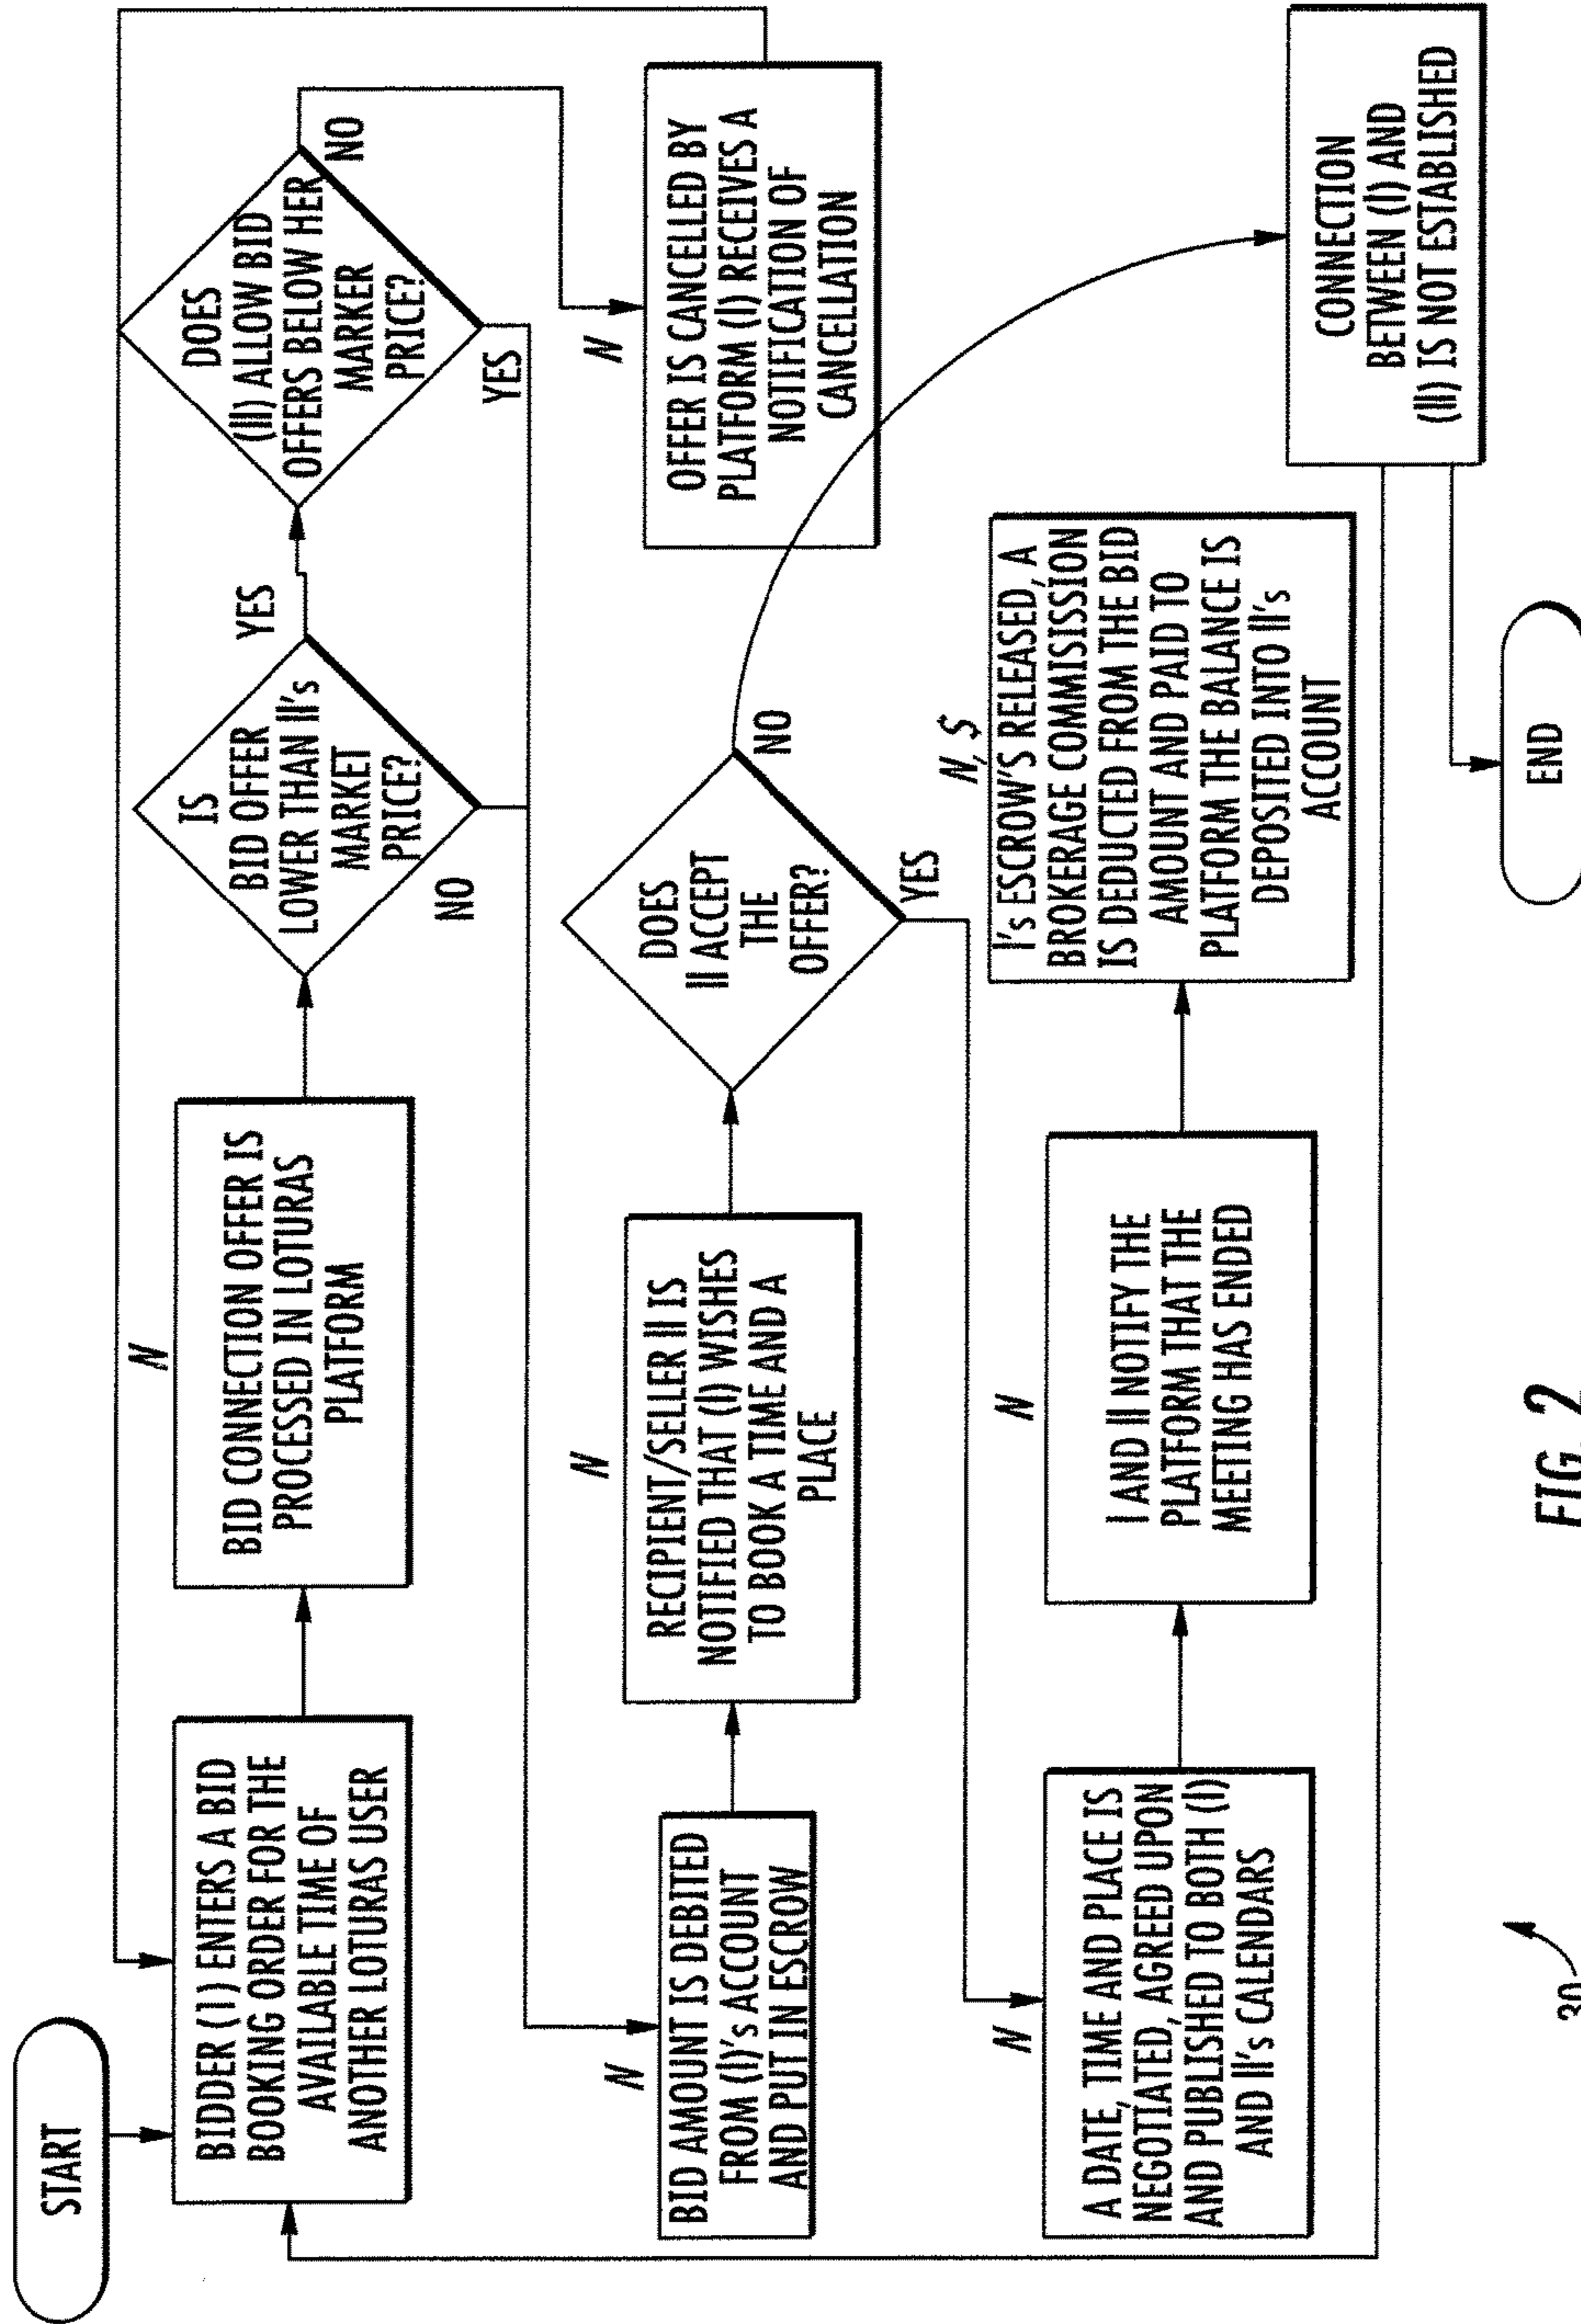 START
BIDDER (1) ENTERS A BID
BOOKING ORDER FOR THE
AVAILABLE TIME OF
ANOTHER LOTURAS USER
N
BID CONNECTION OFFER IS
PROCESSED IN LOTURAS
PLATFORM
IS
BID OFFER
LOWER THAN II's
MARKET
PRICE?
YES
NO
DOES
(II) ALLOW BID
OFFERS BELOW HER
MARKER
PRICE?
NO
YES
N
OFFER IS CANCELLED BY
PLATFORM (I) RECEIVES A
NOTIFICATION OF
CANCELLATION
N
BID AMOUNT IS DEBITED
FROM (I)'s ACCOUNT
AND PUT IN ESCROW
N
RECIPIENT/SELLER II IS
NOTIFIED THAT (I) WISHES
TO BOOK A TIME AND A
PLACE
DOES
II ACCEPT
THE
OFFER?
NO
YES
N
A DATE, TIME AND PLACE IS
NEGOTIATED, AGREED UPON
AND PUBLISHED TO BOTH (I)
AND II's CALENDARS
N
I AND II NOTIFY THE
PLATFORM THAT THE
MEETING HAS ENDED
N, $
I's ESCROW'S RELEASED, A
BROKERAGE COMMISISSION
IS DEDUCTED FROM THE BID
AMOUNT AND PAID TO
PLATFORM THE BALANCE IS
DEPOSITED INTO II's
ACCOUNT
CONNECTION
BETWEEN (I) AND
(II) IS NOT ESTABLISHED
END
30
FIG. 2